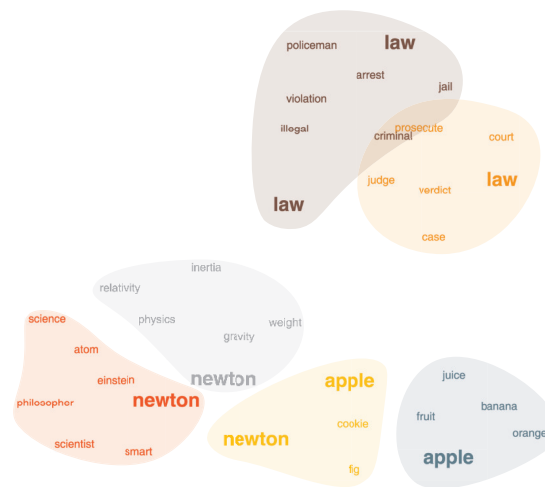 policeman
law
arrest
jail
violation
illegal
prosecute
criminal
court
judge
verdict
law
law
case
inertia
relativity
physics
weight
gravity
newton
science
atom
einstein
philosophor
newton
scientist
smart
apple
cookie
newton
fig
juice
banana
fruit
orange
apple